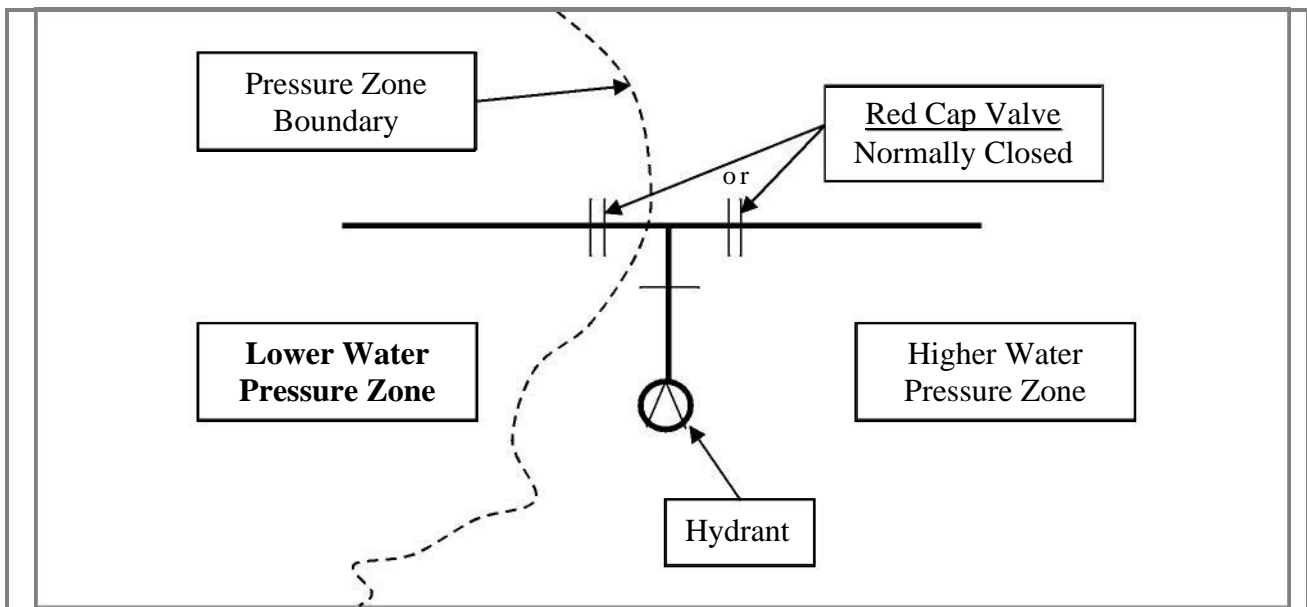 Pressure Zone
Boundary
Red Cap Valve
Normally Closed
or
Lower Water
Pressure Zone
Higher Water
Pressure Zone
Hydrant